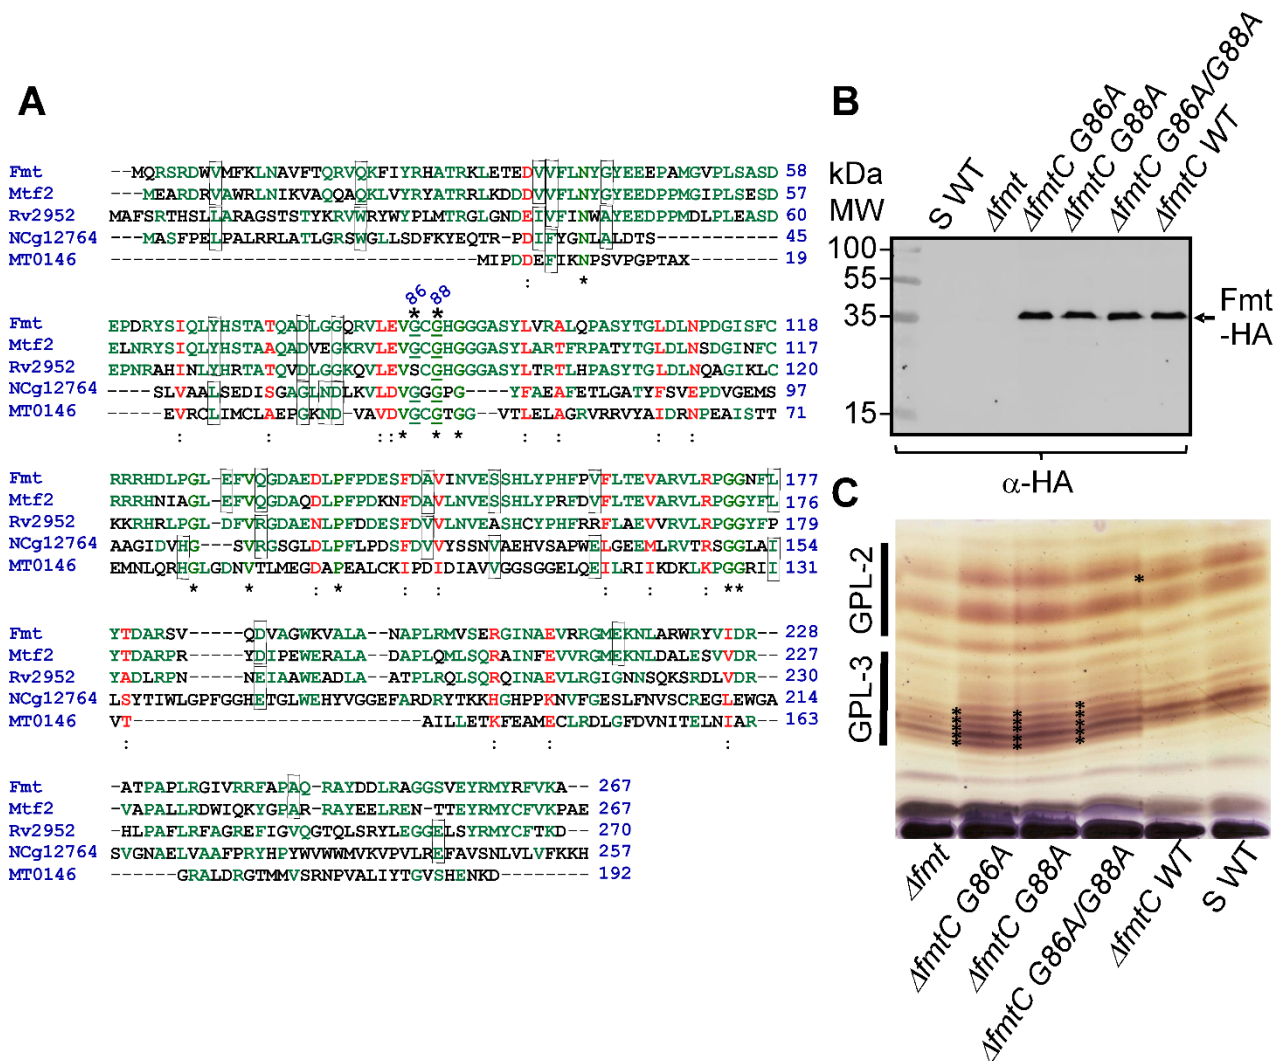 A
Fmt --MQRSRDWVMFKLNAVFTQRVQKFIYRHATRKLETEDVVFLNYGYEEEPAMGVPLSASD 58
Mtf2 ---MEARDRVAWRLNIKVAQQAQKLVYRYATRRLKDDDVVFLNYGYEEDPPMGIPLSESD 57
Rv2952 MAFSRTHSLLARAGSTSTYKRVWRYWYPLMTRGLGNDEIVFINWAYEEDPPMDLPLEASD 60
NCg12764 ---MASFPELPALRRLATLGRSWGLLSDFKYEQTRP-DIFYGNLALDTS----------- 45
MT0146 ---------------------------------MIPDDEFIKNPSVPGPTAX-------- 19
: *
86 88
* *
Fmt EPDRYSIQLYHSTATQADLGGQRVLEVGCGHGGGASYLVRALQPASYTGLDLNPDGISFC 118
Mtf2 ELNRYSIQLYHSTAAQADVEGKRVLEVGCGHGGGASYLARTFRPATYTGLDLNSDGINFC 117
Rv2952 EPNRAHINLYHRTATQVDLGGKQVLEVSCGHGGGASYLTRTLHPASYTGLDLNQAGIKLC 120
NCg12764 ----SLVAALSEDISGAGLNDLKVLDVGGGPG----YFAEAFETLGATYFSVEPDVGEMS 97
MT0146 -----EVRCLIMCLAEPGKND-VAVDVGCGTG---VTLELAGRVRRVYAIDRNPEAISTT 71
: : ::* * * : : : :
Fmt RRRHDLPGL-EFVQGDAEDLPFPDESFDAVINVESSHLYPHFPVFLTEVARVLRPGGNFL 177
Mtf2 RRRHNIAGL-EFVQGDAQDLPFPDKNFDAVLNVESSHLYPRFDVFLTEVARVLRPGGYFL 176
Rv2952 KKRHRLPGL-DFVRGDAENLPFDDESFDVVLNVEASHCYPHFRRFLAEVVRVLRPGGYFP 179
NCg12764 AAGIDVHG---SVRGSGLDLPFLPDSFDVVYSSNVAEHVSAPWELGEEMLRVTRSGGLAI 154
MT0146 EMNLQRHGLGDNVTLMEGDAPEALCKIPDIDIAVVGGSGGELQEILRIIKDKLKPGGRII 131
* * : * : : : : : **
Fmt YTDARSV-----QDVAGWKVALA--NAPLRMVSERGINAEVRRGMEKNLARWRYVIDR-- 228
Mtf2 YTDARPR-----YDIPEWERALA--DAPLQMLSQRAINFEVVRGMEKNLDALESVVDR-- 227
Rv2952 YADLRPN-----NEIAAWEADLA--ATPLRQLSQRQINAEVLRGIGNNSQKSRDLVDR-- 230
NCg12764 LSYTIWLGPFGGHETGLWEHYVGGEFARDRYTKKHGHPPKNVFGESLFNVSCREGLEWGA 214
MT0146 VT--------------------------AILLETKFEAMECLRDLGFDVNITELNIAR-- 163
: : : :
Fmt -ATPAPLRGIVRRFAPAQ-RAYDDLRAGGSVEYRMYRFVKA-- 267
Mtf2 -VAPALLRDWIQKYGPAR-RAYEELREN-TTEYRMYCFVKPAE 267
Rv2952 -HLPAFLRFAGREFIGVQGTQLSRYLEGGELSYRMYCFTKD-- 270
NCg12764 SVGNAELVAAFPRYHPYWVWWMVKVPVLREFAVSNLVLVFKKH 257
MT0146 ------GRALDRGTMMVSRNPVALIYTGVSHENKD-------- 192
B
kDa
MW
S WT
Δfmt
ΔfmtC G86A
ΔfmtC G88A
ΔfmtC G86A/G88A
ΔfmtC WT
100
55
35
15
Fmt
-HA
α-HA
C
GPL-2
GPL-3
*
*****
*****
*****
Δfmt
ΔfmtC G86A
ΔfmtC G88A
ΔfmtC G86A/G88A
ΔfmtC WT
S WT